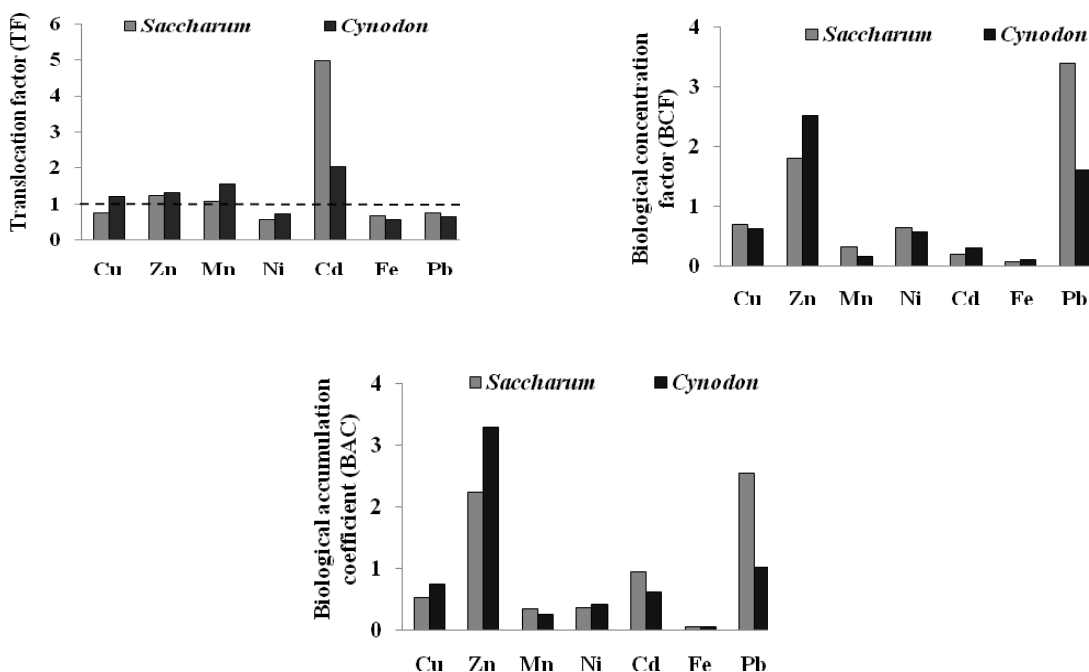 Saccharum Cynodon
Translocation factor (TF)
6
5
4
3
2
1
0
Cu Zn Mn Ni Cd Fe Pb
Saccharum Cynodon
Biological concentration
factor (BCF)
4
3
2
1
0
Cu Zn Mn Ni Cd Fe Pb
Saccharum Cynodon
Biological accumulation
coefficient (BAC)
4
3
2
1
0
Cu Zn Mn Ni Cd Fe Pb